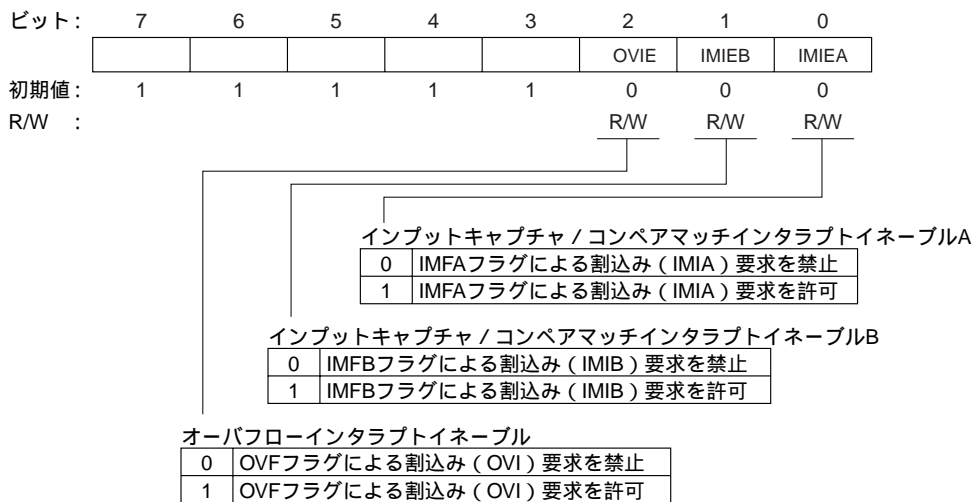 ビット: 7 6 5 4 3 2 1 0
OVIE IMIEB IMIEA
初期値: 1 1 1 1 1 0 0 0
R/W : R/W R/W R/W
インプットキャプチャ / コンペアマッチインタラプトイネーブルA
0 IMFAフラグによる割込み ( IMIA ) 要求を禁止
1 IMFAフラグによる割込み ( IMIA ) 要求を許可
インプットキャプチャ / コンペアマッチインタラプトイネーブルB
0 IMFBフラグによる割込み ( IMIB ) 要求を禁止
1 IMFBフラグによる割込み ( IMIB ) 要求を許可
オーバフローインタラプトイネーブル
0 OVFフラグによる割込み ( OVI ) 要求を禁止
1 OVFフラグによる割込み ( OVI ) 要求を許可